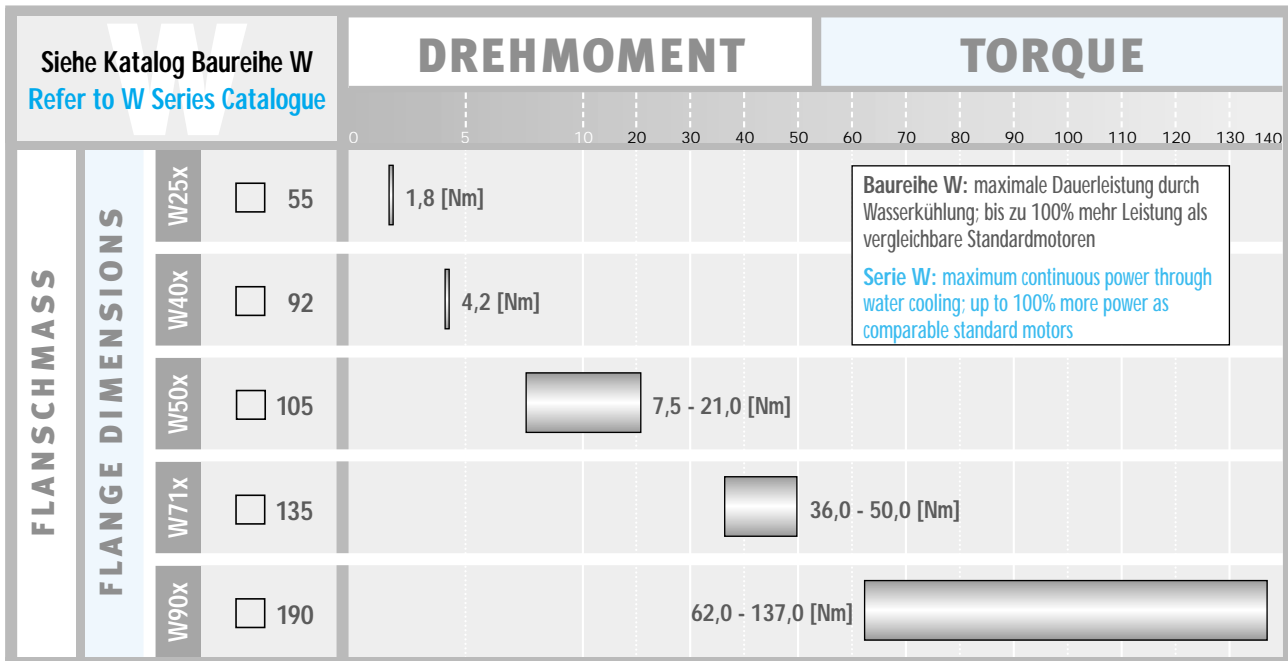 W
Siehe Katalog Baureihe W
Refer to W Series Catalogue
DREHMOMENT
TORQUE
0 5 10 20 30 40 50 60 70 80 90 100 110 120 130 140
FLANSCHMASS
FLANGE DIMENSIONS
W25x 55 1,8 [Nm]
Baureihe W: maximale Dauerleistung durch
Wasserkühlung; bis zu 100% mehr Leistung als
vergleichbare Standardmotoren
Serie W: maximum continuous power through
water cooling; up to 100% more power as
comparable standard motors
W40x 92 4,2 [Nm]
W50x 105 7,5 - 21,0 [Nm]
W71x 135 36,0 - 50,0 [Nm]
W90x 190 62,0 - 137,0 [Nm]